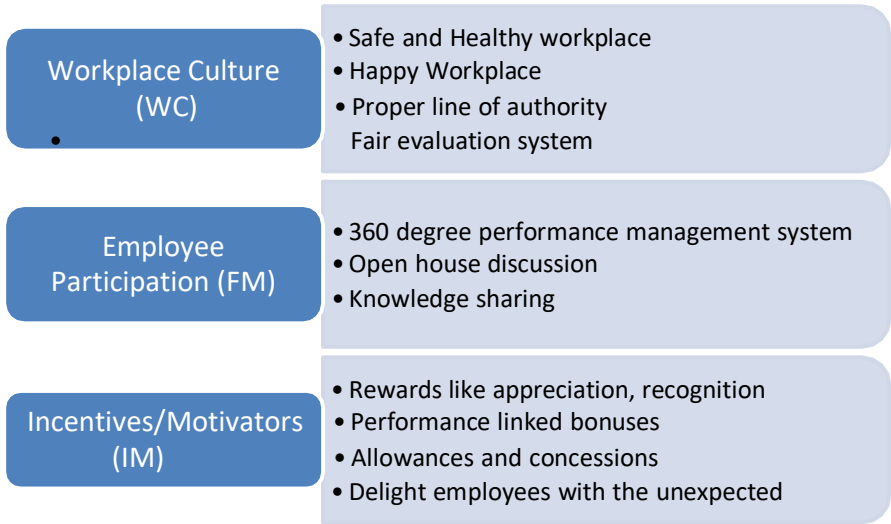 Workplace Culture
(WC)
•
• Safe and Healthy workplace
• Happy Workplace
• Proper line of authority
Fair evaluation system
Employee
Participation (FM)
• 360 degree performance management system
• Open house discussion
• Knowledge sharing
Incentives/Motivators
(IM)
• Rewards like appreciation, recognition
• Performance linked bonuses
• Allowances and concessions
• Delight employees with the unexpected